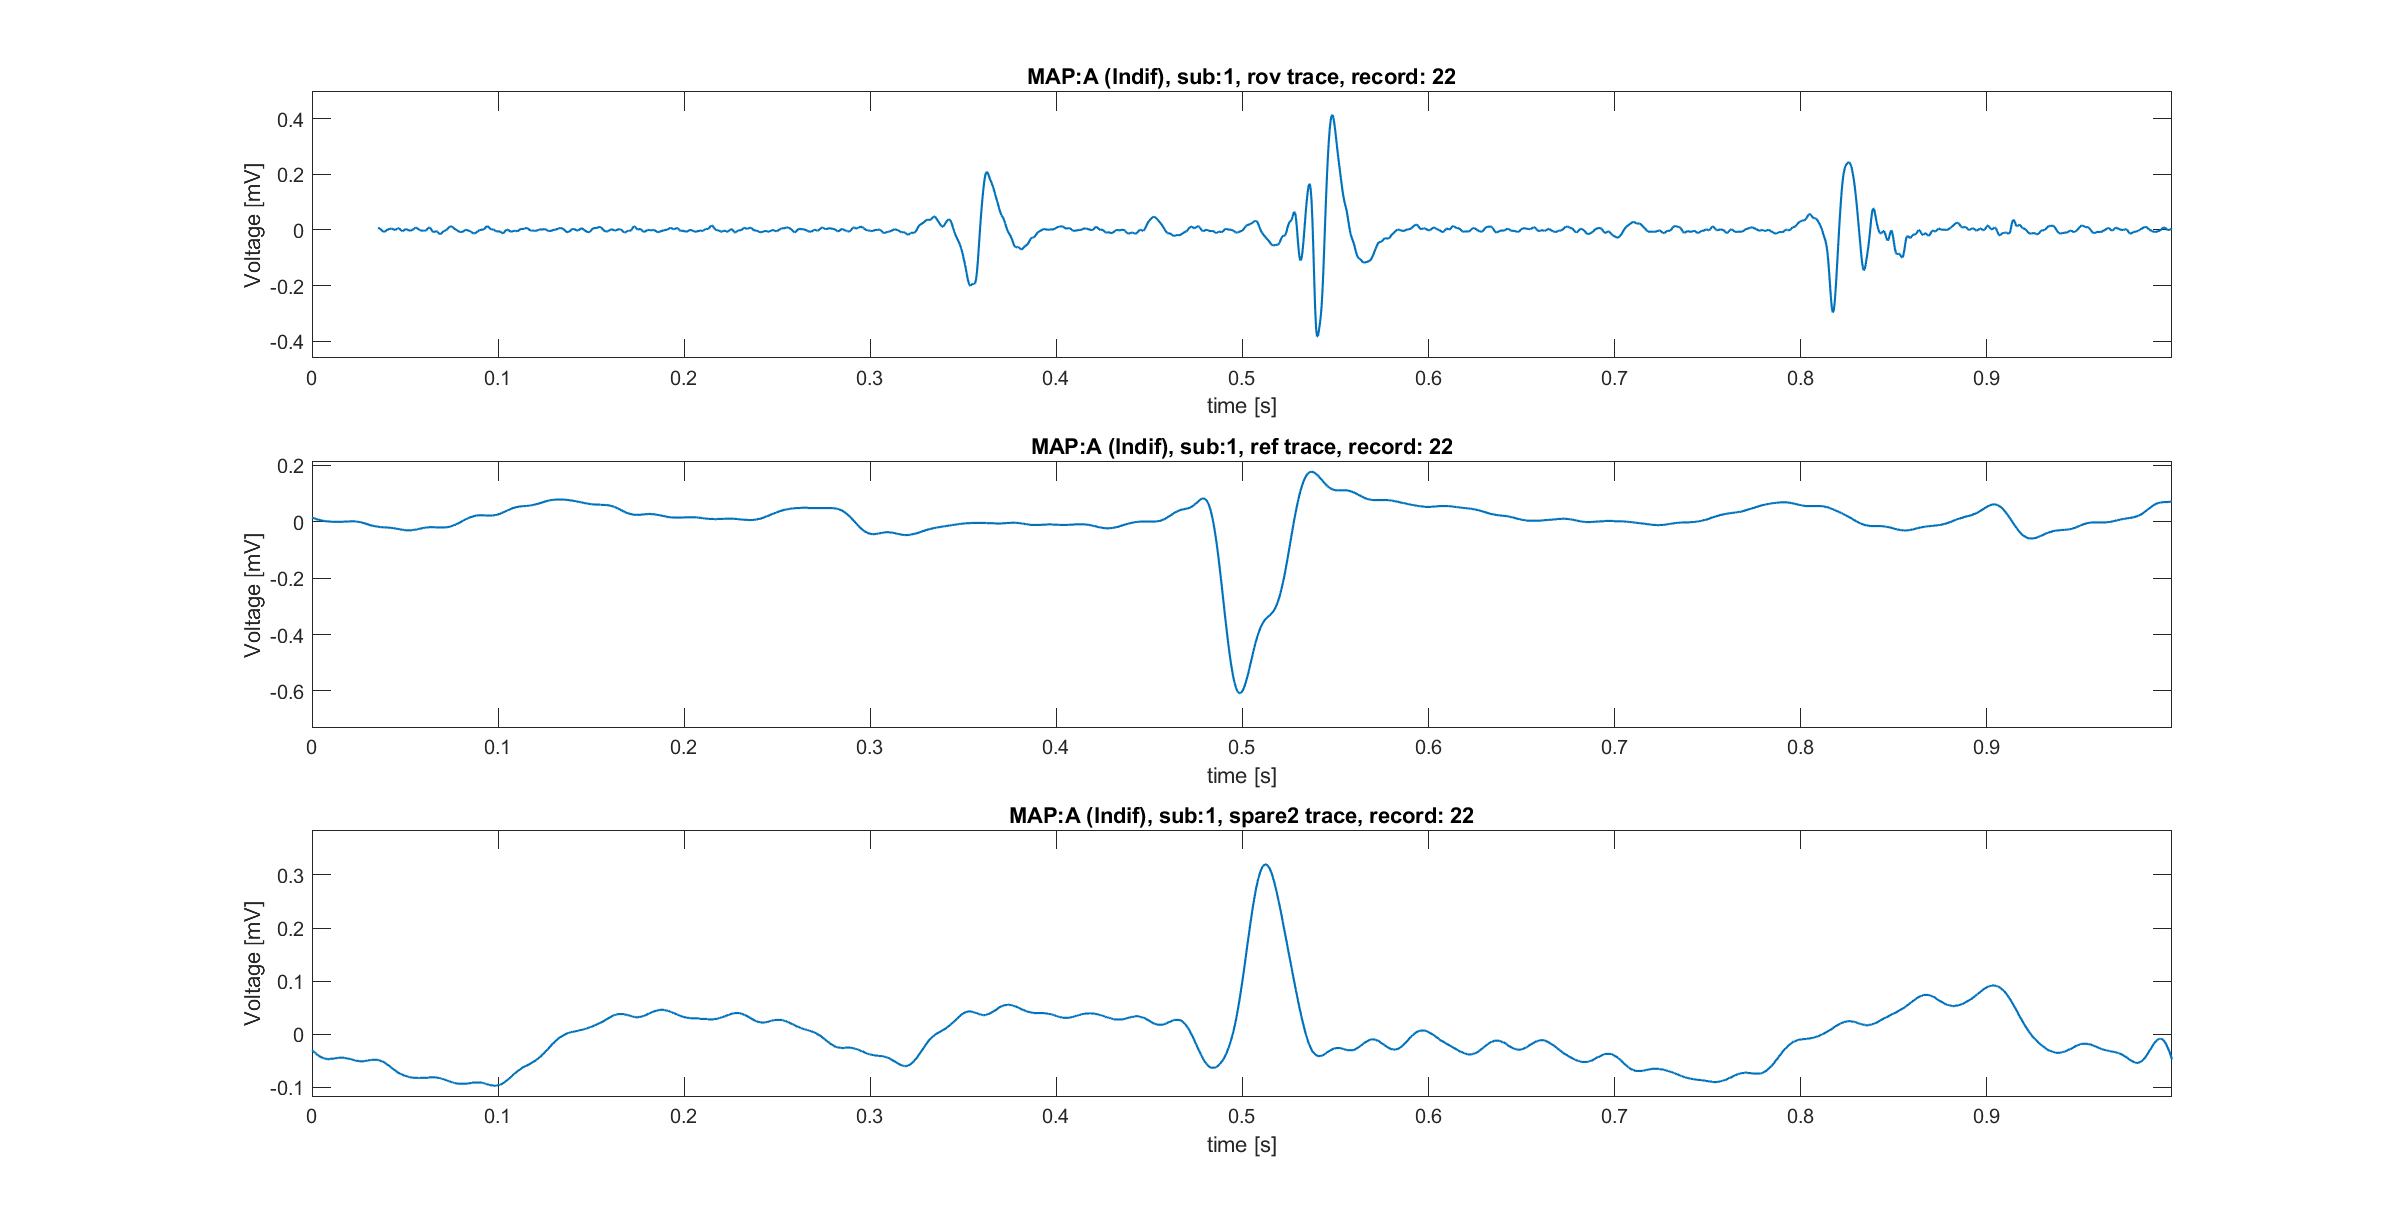 MAP:A (Indif), sub:1, rov trace, record: 22
Voltage [mV]
0.4
0.2
0
-0.2
-0.4
0 0.1 0.2 0.3 0.4 0.5 0.6 0.7 0.8 0.9
time [s]
MAP:A (Indif), sub:1, ref trace, record: 22
Voltage [mV]
0.2
0
-0.2
-0.4
-0.6
0 0.1 0.2 0.3 0.4 0.5 0.6 0.7 0.8 0.9
time [s]
MAP:A (Indif), sub:1, spare2 trace, record: 22
Voltage [mV]
0.3
0.2
0.1
0
-0.1
0 0.1 0.2 0.3 0.4 0.5 0.6 0.7 0.8 0.9
time [s]